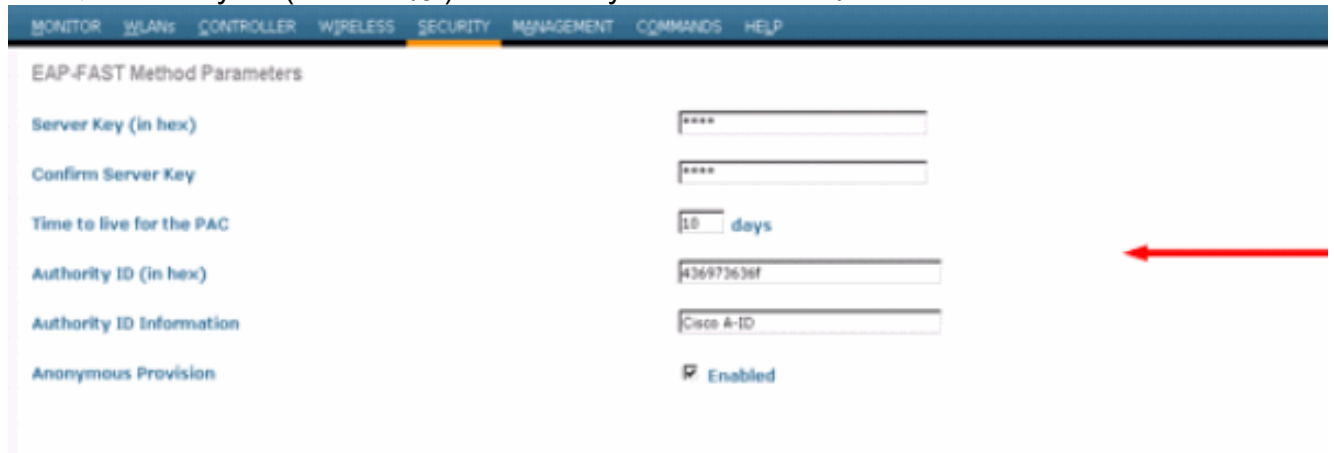 MONITOR WLANs CONTROLLER WIRELESS SECURITY MANAGEMENT COMMANDS HELP
EAP-FAST Method Parameters
Server Key (in hex) ****
Confirm Server Key ****
Time to live for the PAC 10 days
Authority ID (in hex) 436973636f
Authority ID Information Cisco A-ID
Anonymous Provision Enabled